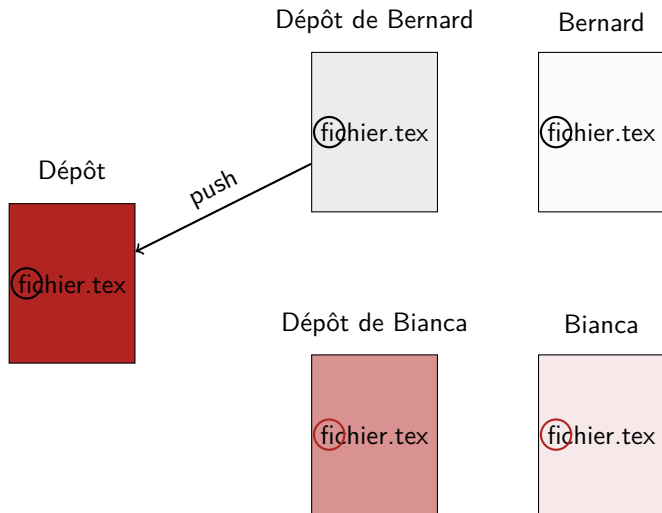 Dépôt de Bernard
Bernard
fichier.tex
fichier.tex
Dépôt
push
fichier.tex
Dépôt de Bianca
Bianca
fichier.tex
fichier.tex